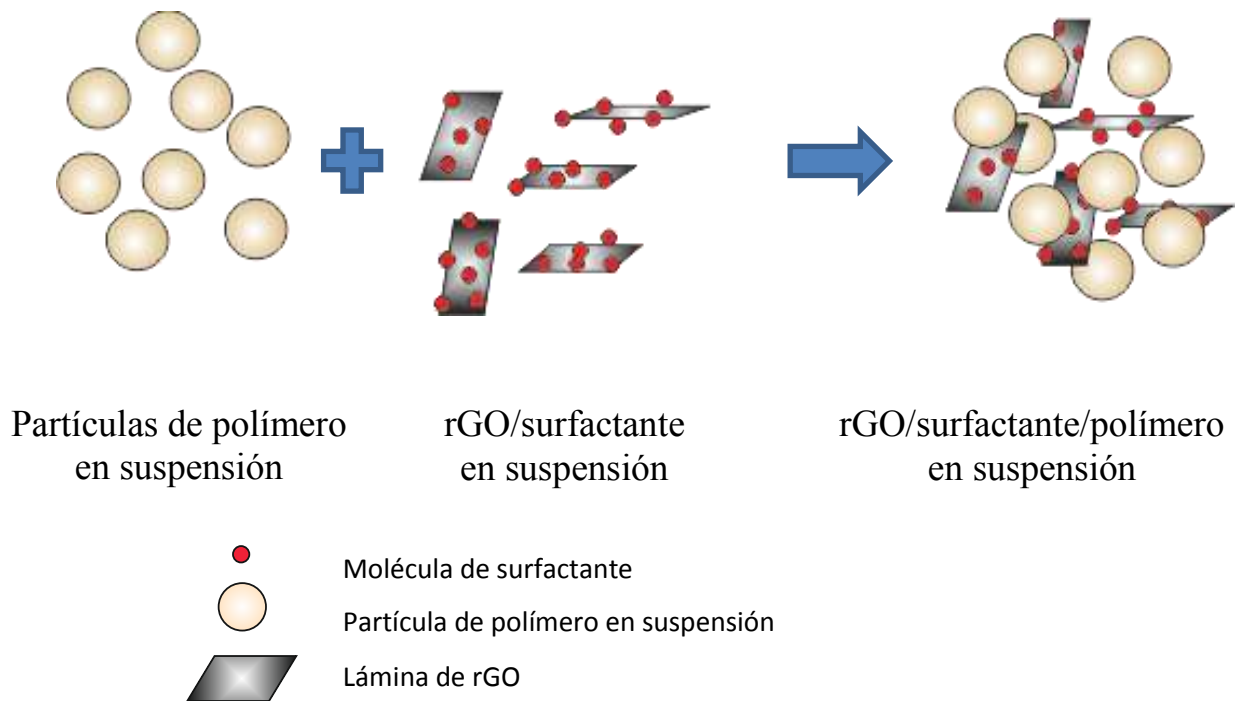 Partículas de polímero
en suspensión
rGO/surfactante
en suspensión
rGO/surfactante/polímero
en suspensión
Molécula de surfactante
Partícula de polímero en suspensión
Lámina de rGO